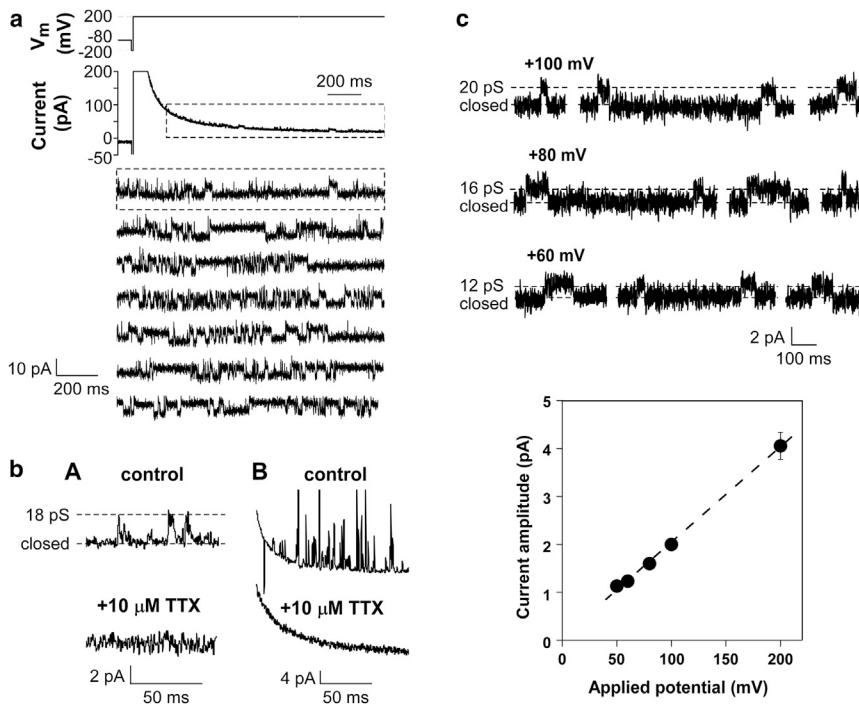 a
V_m (mV)
200
-80
-200
200
100
0
-50
Current (pA)
200 ms
10 pA
200 ms
b
A
control
18 pS
closed
+10 μM TTX
2 pA
50 ms
B
control
+10 μM TTX
4 pA
50 ms
c
+100 mV
20 pS
closed
+80 mV
16 pS
closed
+60 mV
12 pS
closed
2 pA
100 ms
5
4
3
2
1
0
Current amplitude (pA)
0 50 100 150 200
Applied potential (mV)